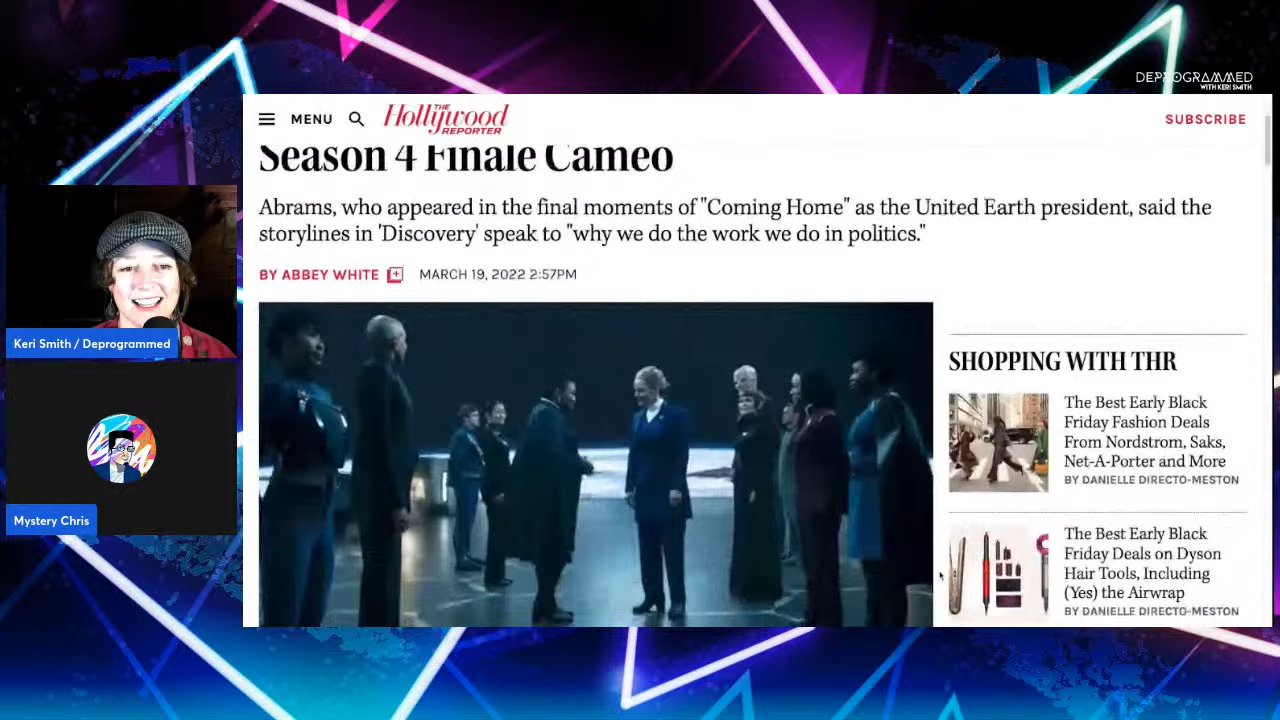 DEPROGRAMMED
WITH KERI SMITH
MENU
The Hollywood
REPORTER
SUBSCRIBE
Season 4 Finale Cameo
Abrams, who appeared in the final moments of "Coming Home" as the United Earth president, said the
storylines in 'Discovery' speak to "why we do the work we do in politics."
BY ABBEY WHITE
MARCH 19, 2022 2:57PM
SHOPPING WITH THR
The Best Early Black
Friday Fashion Deals
From Nordstrom, Saks,
Net-A-Porter and More
BY DANIELLE DIRECTO-MESTON
The Best Early Black
Friday Deals on Dyson
Hair Tools, Including
(Yes) the Airwrap
BY DANIELLE DIRECTO-MESTON
Keri Smith / Deprogrammed
Mystery Chris